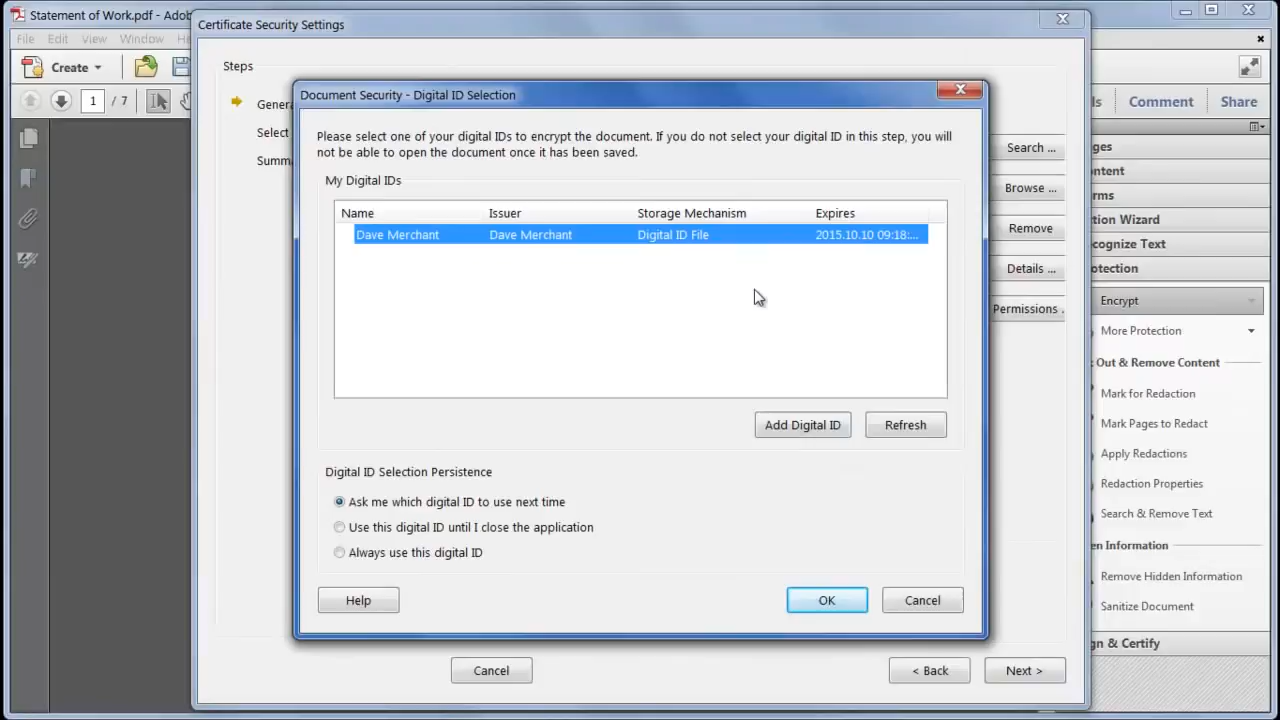 Statement of Work.pdf - Adob
Certificate Security Settings
File Edit View Window He
Steps
Create
1 / 7
Comment
Share
Genera
Select
Summa
Document Security - Digital ID Selection
Please select one of your digital IDs to encrypt the document. If you do not select your digital ID in this step, you will
not be able to open the document once it has been saved.
My Digital IDs
Name Issuer Storage Mechanism Expires
Dave Merchant Dave Merchant Digital ID File 2015.10.10 09:18:...
Add Digital ID Refresh
Digital ID Selection Persistence
Ask me which digital ID to use next time
Use this digital ID until I close the application
Always use this digital ID
Help OK Cancel
Search ...
Browse ...
Remove
Details ...
Permissions .
Cancel < Back Next >
ls
ges
ntent
rms
tion Wizard
cognize Text
otection
Encrypt
More Protection
k Out & Remove Content
Mark for Redaction
Mark Pages to Redact
Apply Redactions
Redaction Properties
Search & Remove Text
en Information
Remove Hidden Information
Sanitize Document
gn & Certify